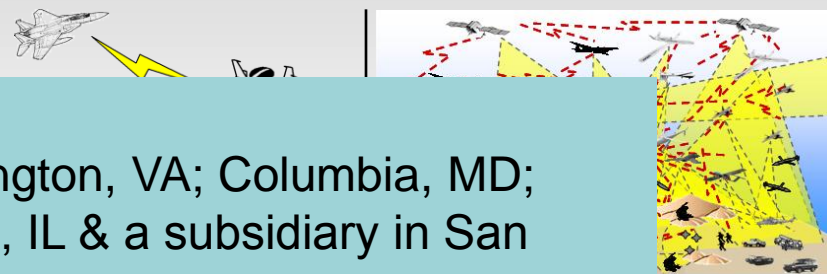 ngton, VA; Columbia, MD;
, IL & a subsidiary in San